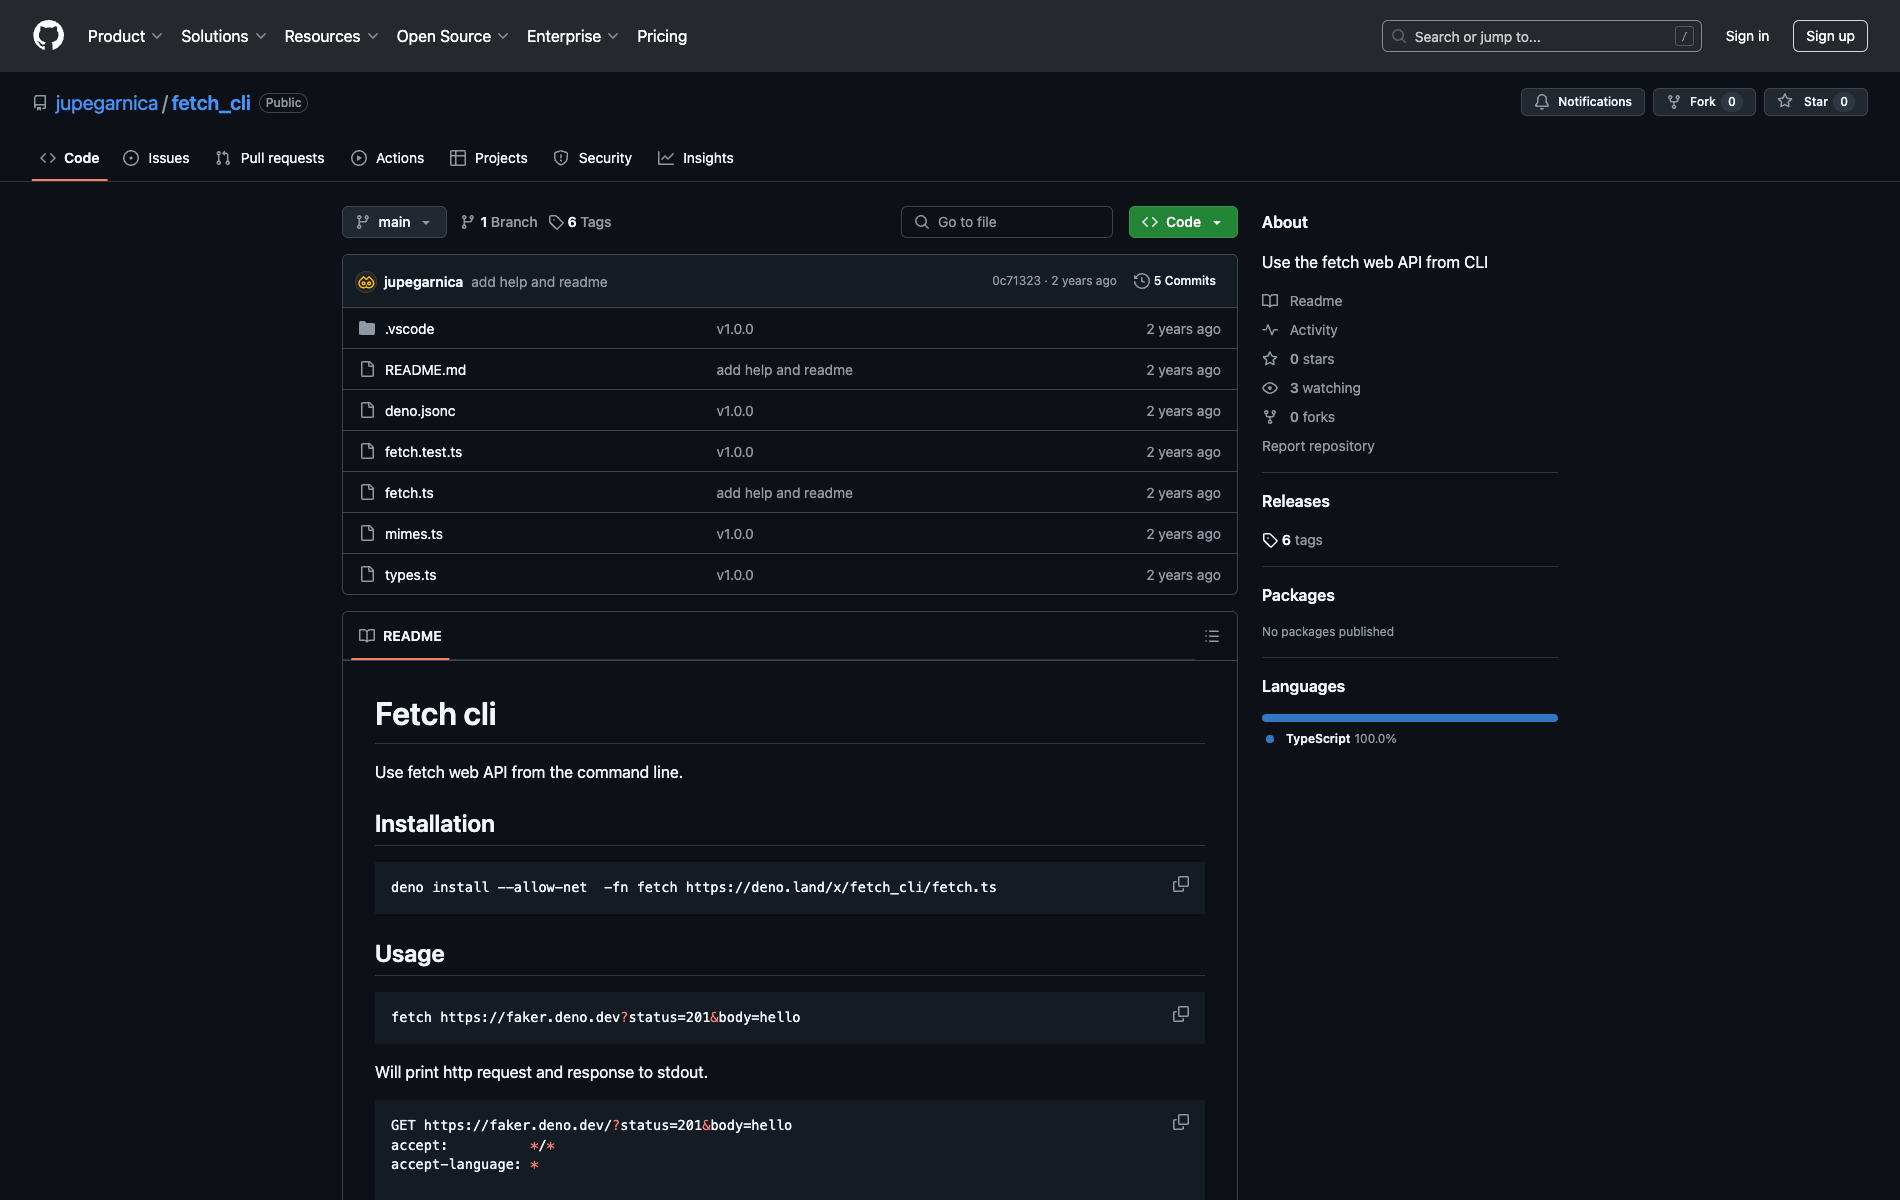 Product Solutions Resources Open Source Enterprise Pricing Search or jump to... / Sign in Sign up
jupegarnica / fetch_cli Public Notifications Fork 0 Star 0
Code Issues Pull requests Actions Projects Security Insights
main 1 Branch 6 Tags Go to file Code
jupegarnica add help and readme 0c71323 · 2 years ago 5 Commits
.vscode v1.0.0 2 years ago
README.md add help and readme 2 years ago
deno.jsonc v1.0.0 2 years ago
fetch.test.ts v1.0.0 2 years ago
fetch.ts add help and readme 2 years ago
mimes.ts v1.0.0 2 years ago
types.ts v1.0.0 2 years ago
README
Fetch cli
Use fetch web API from the command line.
Installation
deno install --allow-net  -fn fetch https://deno.land/x/fetch_cli/fetch.ts
Usage
fetch https://faker.deno.dev?status=201&body=hello
Will print http request and response to stdout.
GET https://faker.deno.dev/?status=201&body=hello
accept:          */*
accept-language: *
About
Use the fetch web API from CLI
Readme
Activity
0 stars
3 watching
0 forks
Report repository
Releases
6 tags
Packages
No packages published
Languages
TypeScript 100.0%